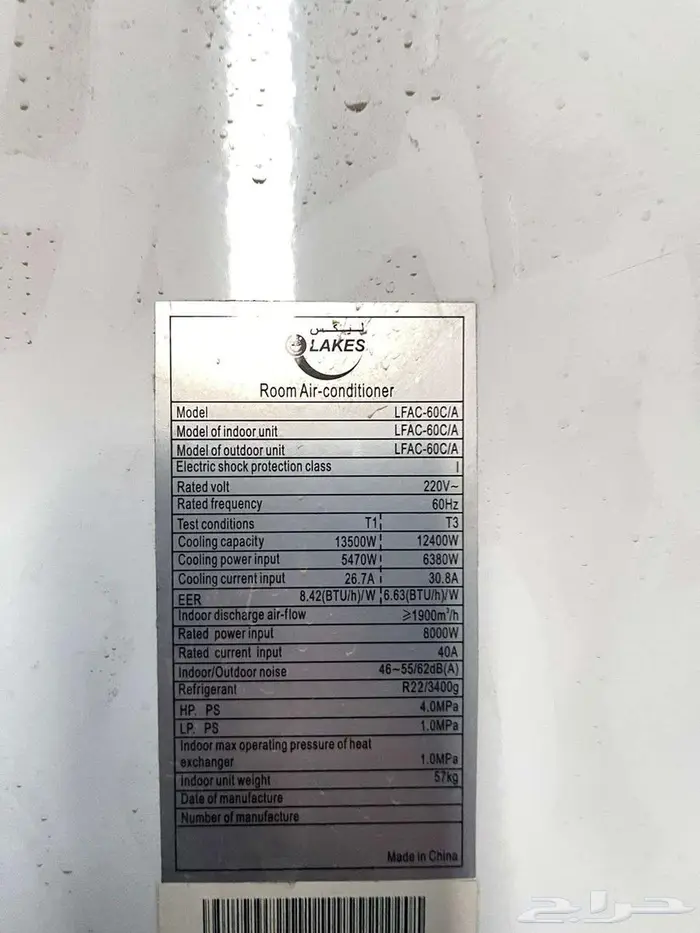 ليكس
LAKES
Room Air-conditioner
Model LFAC-60C/A
Model of indoor unit LFAC-60C/A
Model of outdoor unit LFAC-60C/A
Electric shock protection class I
Rated volt 220V~
Rated frequency 60Hz
Test conditions T1 T3
Cooling capacity 13500W 12400W
Cooling power input 5470W 6380W
Cooling current input 26.7A 30.8A
EER 8.42(BTU/h)/W 6.63(BTU/h)/W
Indoor discharge air-flow ≥1900m³/h
Rated power input 8000W
Rated current input 40A
Indoor/Outdoor noise 46~55/62dB(A)
Refrigerant R22/3400g
HP. PS 4.0MPa
LP. PS 1.0MPa
Indoor max operating pressure of heat
exchanger 1.0MPa
Indoor unit weight 57kg
Date of manufacture
Number of manufacture
Made in China
حراج